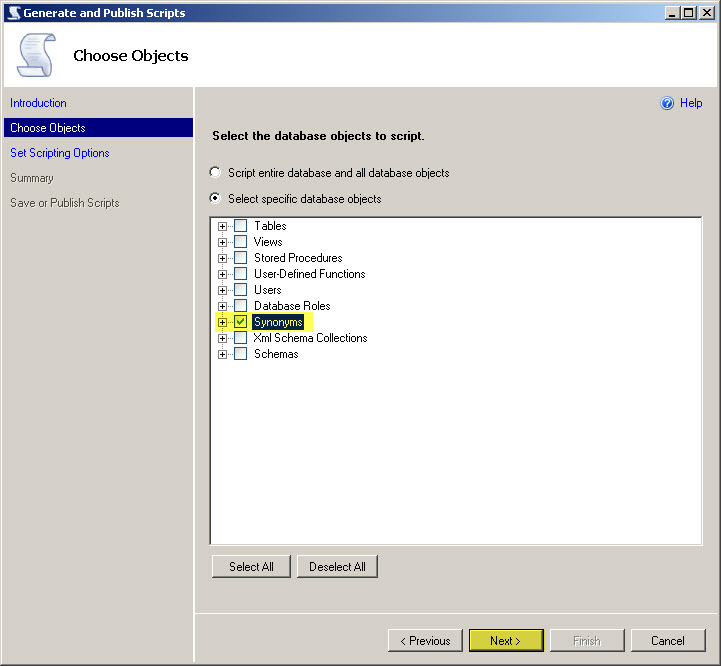 Generate and Publish Scripts
Choose Objects
Introduction
Choose Objects
Set Scripting Options
Summary
Save or Publish Scripts
Help
Select the database objects to script.
Script entire database and all database objects
Select specific database objects
Tables
Views
Stored Procedures
User-Defined Functions
Users
Database Roles
Synonyms
Xml Schema Collections
Schemas
Select All
Deselect All
< Previous
Next >
Finish
Cancel